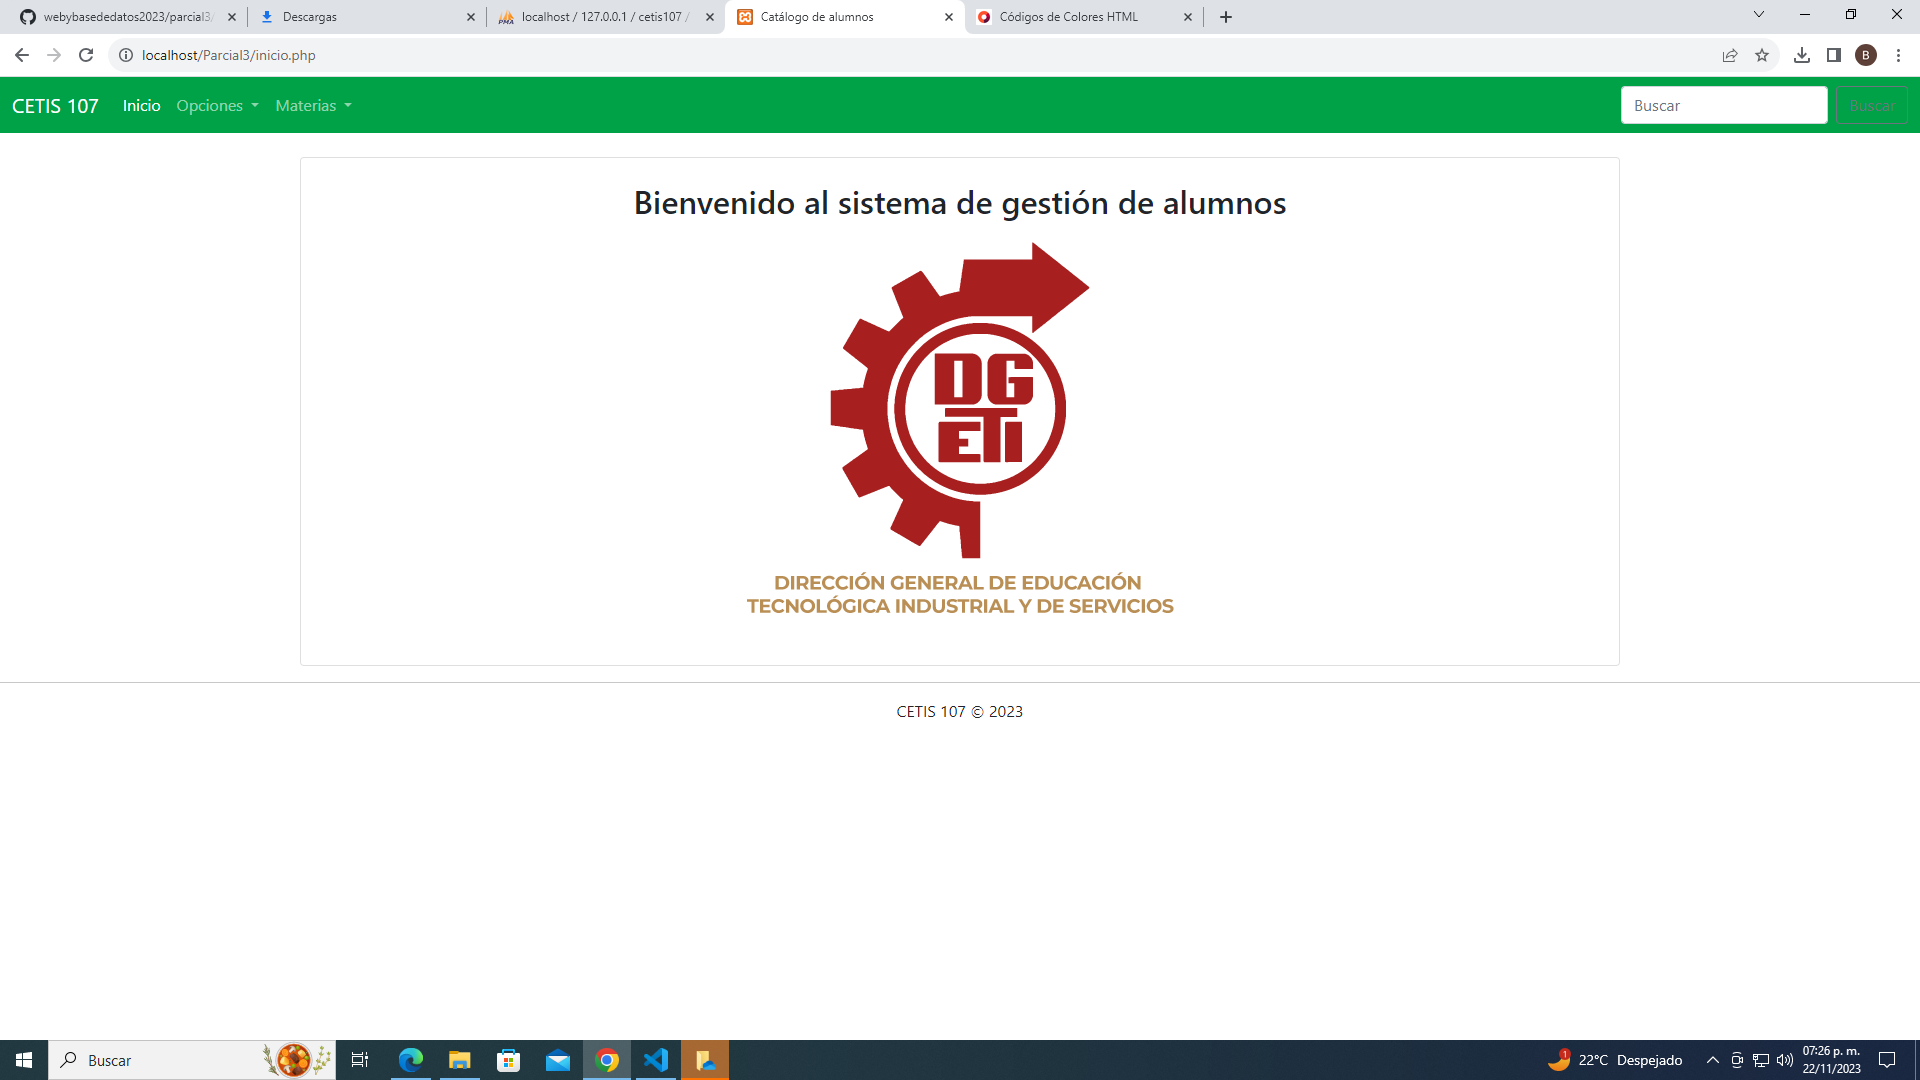 webybasededatos2023/parcial3/
Descargas
localhost / 127.0.0.1 / cetis107 /
Catálogo de alumnos
Códigos de Colores HTML
localhost/Parcial3/inicio.php
B
CETIS 107 Inicio Opciones Materias Buscar Buscar
Bienvenido al sistema de gestión de alumnos
DG
ETI
DIRECCIÓN GENERAL DE EDUCACIÓN
TECNOLÓGICA INDUSTRIAL Y DE SERVICIOS
CETIS 107 © 2023
Buscar
1
22°C Despejado
07:26 p. m.
22/11/2023